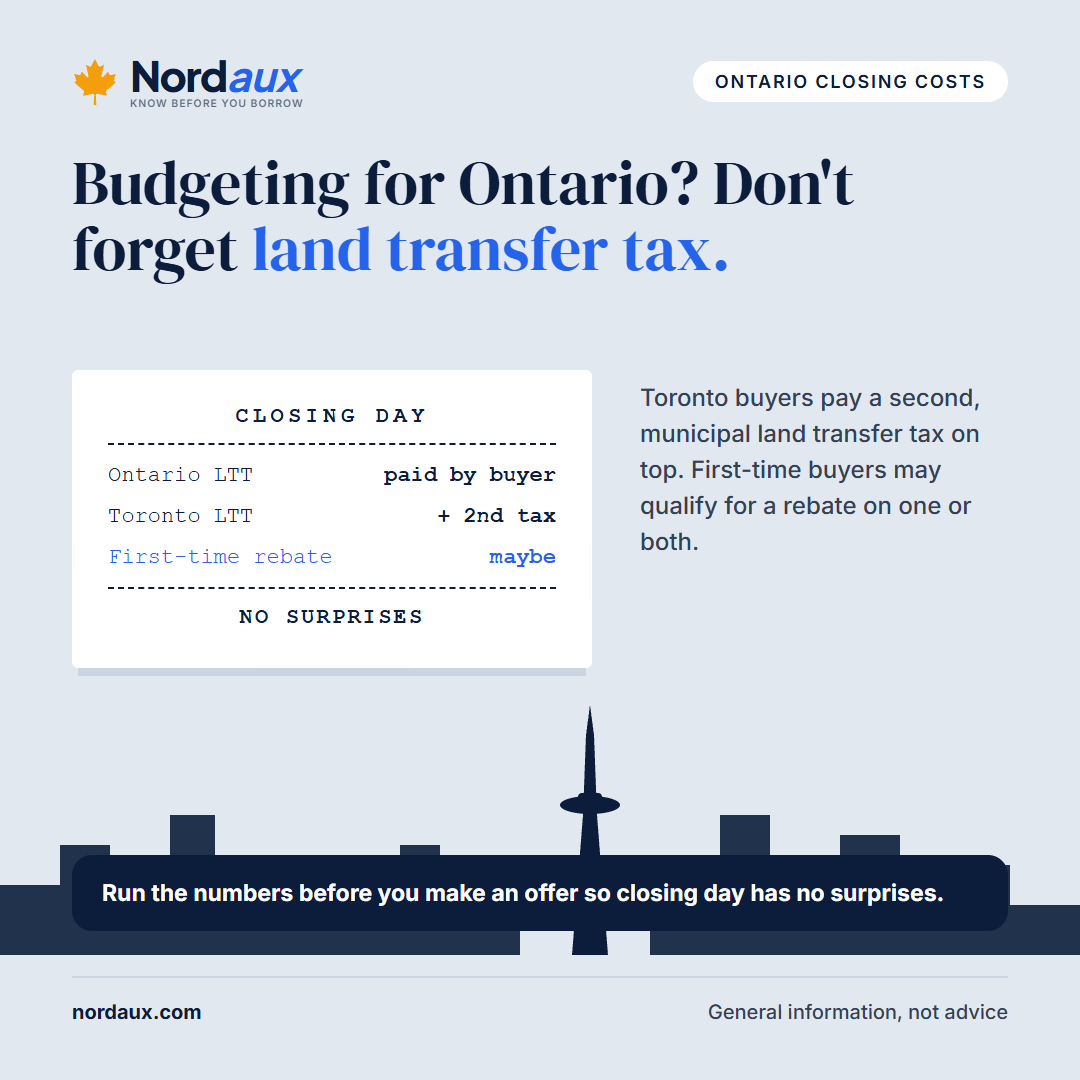 Nordaux
KNOW BEFORE YOU BORROW
ONTARIO CLOSING COSTS
Budgeting for Ontario? Don't
forget land transfer tax.
CLOSING DAY
Ontario LTT paid by buyer
Toronto LTT + 2nd tax
First-time rebate maybe
NO SURPRISES
Toronto buyers pay a second,
municipal land transfer tax on
top. First-time buyers may
qualify for a rebate on one or
both.
Run the numbers before you make an offer so closing day has no surprises.
nordaux.com
General information, not advice